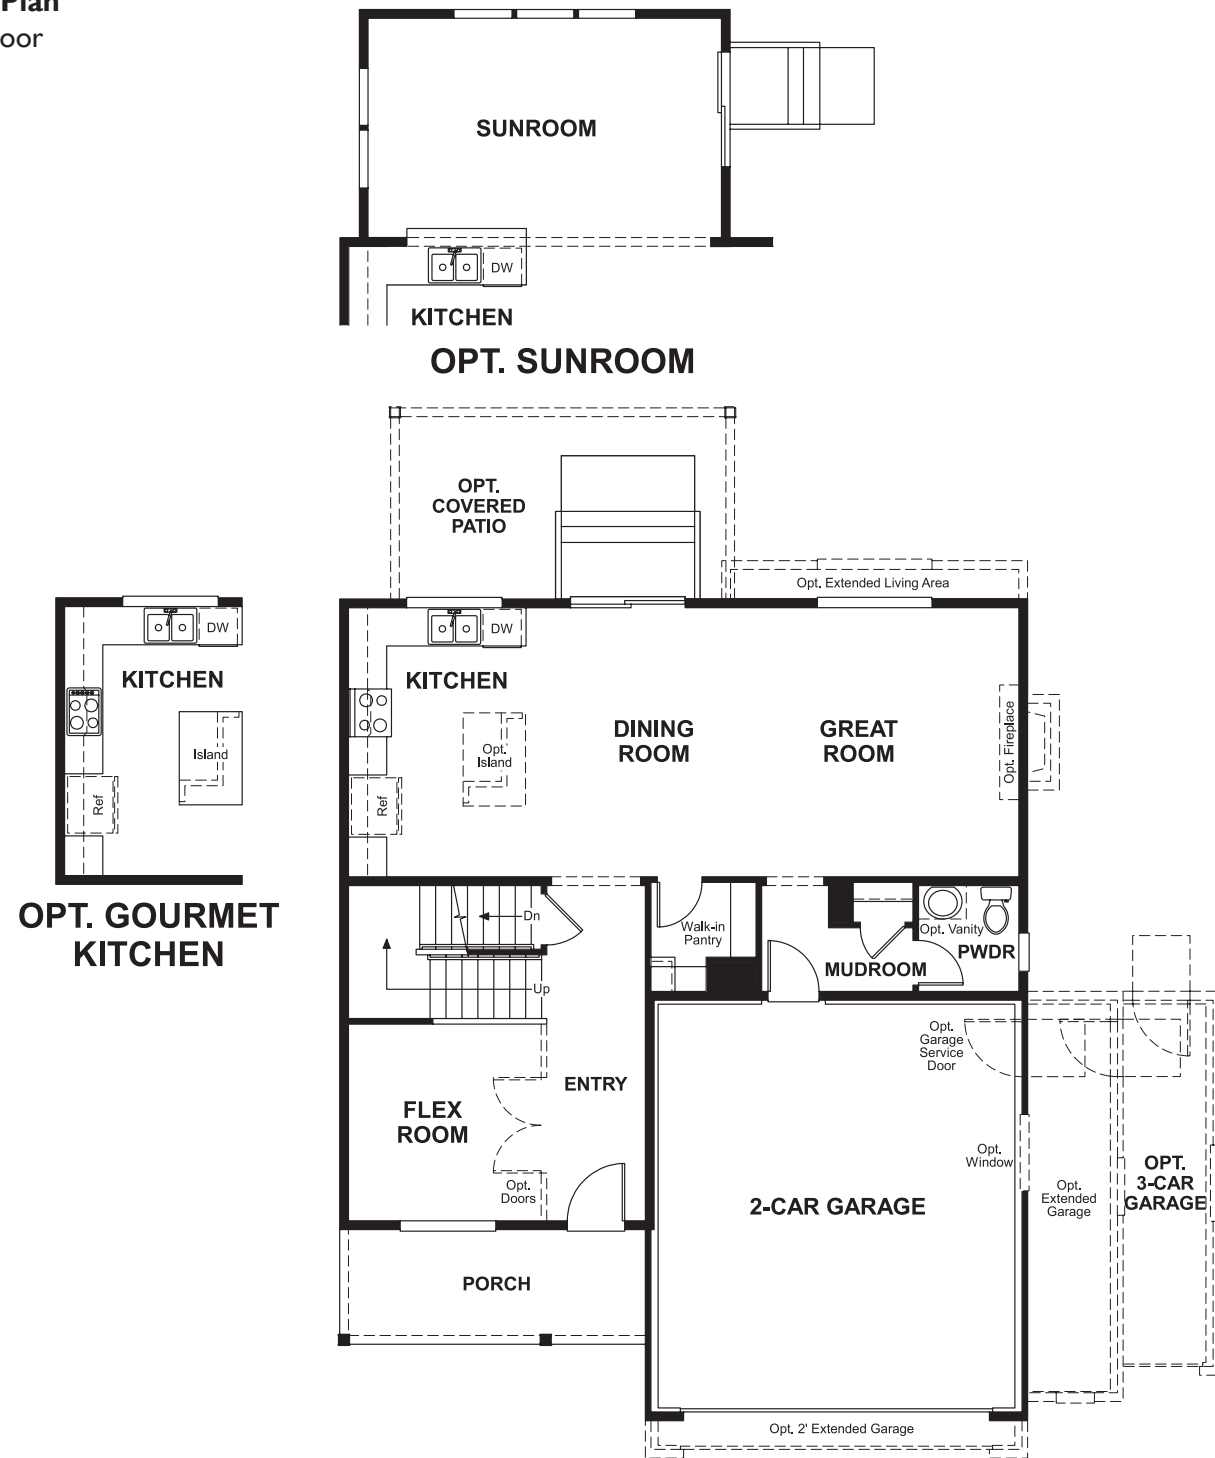 Plan
oor
SUNROOM
DW
KITCHEN
OPT. SUNROOM
OPT.
COVERED
PATIO
Opt. Extended Living Area
DW
KITCHEN
Island
Ref
OPT. GOURMET
KITCHEN
DW
KITCHEN
Opt.
Island
Ref
DINING
ROOM
GREAT
ROOM
Opt. Fireplace
Dn
Up
Walk-in
Pantry
MUDROOM
Opt. Vanity
PWDR
ENTRY
FLEX
ROOM
Opt.
Doors
Opt.
Garage
Service
Door
Opt.
Window
2-CAR GARAGE
Opt.
Extended
Garage
OPT.
3-CAR
GARAGE
PORCH
Opt. 2' Extended Garage